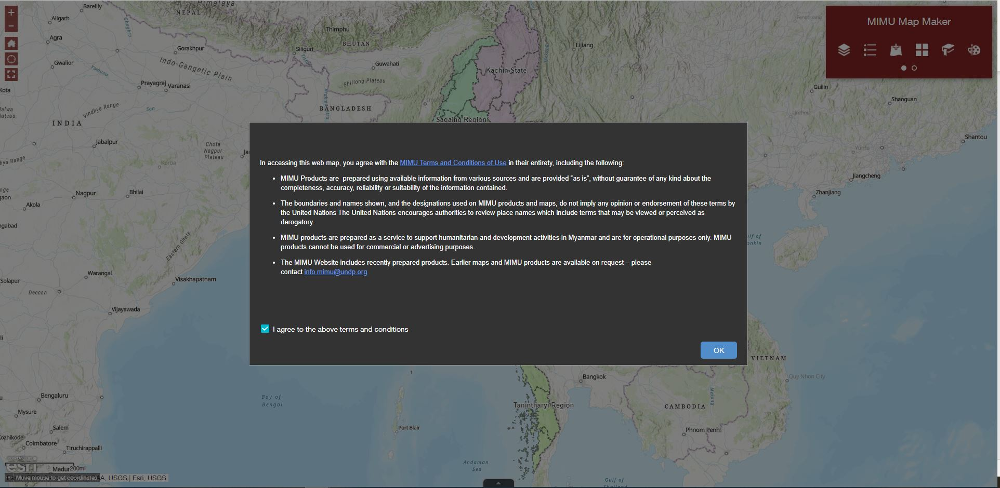 Himalaya
Bareilly
NEPAL
Aligarh
Ghaghra
Fenghuang
MIMU Map Maker
Thimphu
Agra
BHUTAN
Lijiang
Gorakhpur
Siliguri
Mekong
Gwalior
Indo-Gangetic Plain
Tista
Guwahati
Kachin State
Yamuna
Prayagraj
Varanasi
Shillong Plateau
Guilin
Kota
Imphal
Shaoguan
Vindhya Range
Son
BANGLADESH
INDIA
Sagaing Region
Shantou
Jabalpur
Chota
Nagpur
Plateau
Yunfu
Korba
Jiangcheng
Nagpur
Bhilai
Zhanjiang
Akola
Eastern Ghats
Warangal
Solapur
Visakhapatnam
Deccan
Vijayawada
In accessing this web map, you agree with the MIMU Terms and Conditions of Use in their entirety, including the following:
• MIMU Products are  prepared using available information from various sources and are provided “as is”, without guarantee of any kind about the
completeness, accuracy, reliability or suitability of the information contained.
• The boundaries and names shown, and the designations used on MIMU products and maps, do not imply any opinion or endorsement of these terms by
the United Nations The United Nations encourages authorities to review place names which include terms that may be viewed or perceived as
derogatory.
• MIMU products are prepared as a service to support humanitarian and development activities in Myanmar and are for operational purposes only. MIMU
products cannot be used for commercial or advertising purposes.
• The MIMU Website includes recently prepared products. Earlier maps and MIMU products are available on request – please
contact info.mimu@undp.org
I agree to the above terms and conditions
OK
VIETNAM
Bangkok
Quy Nhon City
Bay of
Bengal
Bengaluru
Tanintharyi Region
CAMBODIA
Mekong
Mysure
Salem
Port Blair
Phnom Penh
Coimbatore
Tiruchirappalli
POWERED BY
esri
200mi
Andaman
Sea
Move mouse to get coordinates
USGS | Esri, USGS
Gulf of
Thailand